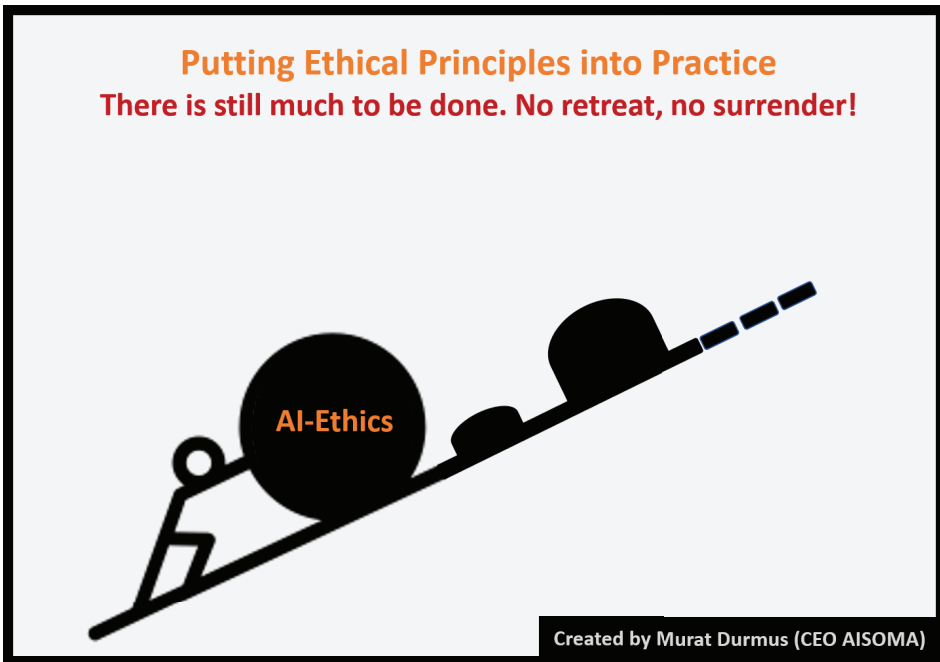 Putting Ethical Principles into Practice
There is still much to be done. No retreat, no surrender!
AI-Ethics
Created by Murat Durmus (CEO AISOMA)